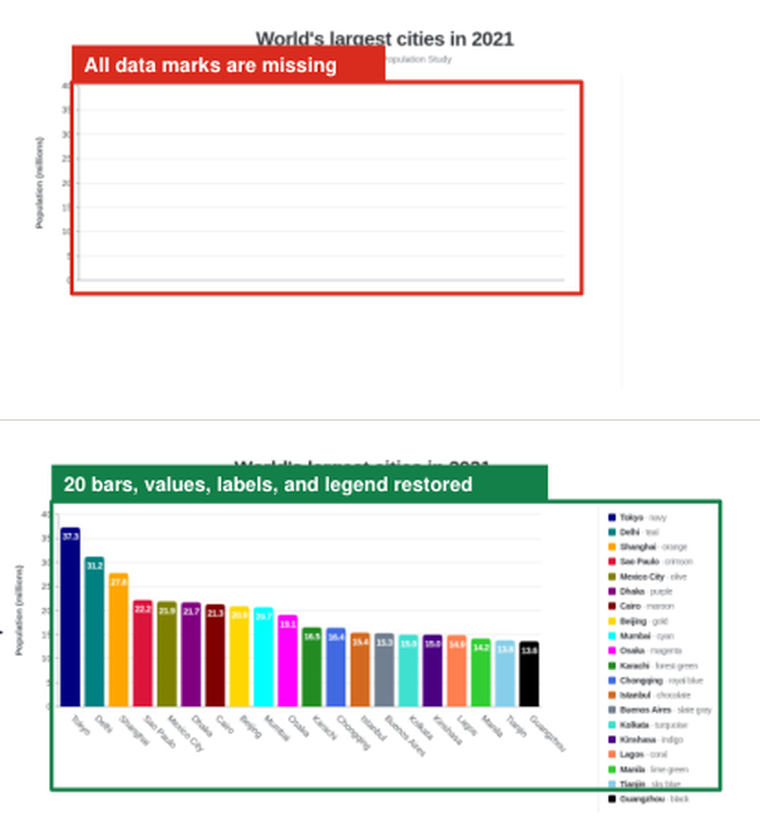 World's largest cities in 2021
All data marks are missing
Population Study
Population (millions)
40
35
30
25
20
15
10
5
0
World's largest cities in 2021
20 bars, values, labels, and legend restored
Population (millions)
40
35
30
25
20
15
10
5
0
37.3
31.2
27.8
22.2
21.9
21.7
21.3
20.9
20.7
19.1
16.5
16.4
15.4
15.3
15.0
15.0
14.9
14.2
13.8
13.6
Tokyo
Delhi
Shanghai
Sao Paulo
Mexico City
Dhaka
Cairo
Beijing
Mumbai
Osaka
Karachi
Chongqing
Istanbul
Buenos Aires
Kolkata
Kinshasa
Lagos
Manila
Tianjin
Guangzhou
Tokyo · navy
Delhi · teal
Shanghai · orange
Sao Paulo · crimson
Mexico City · olive
Dhaka · purple
Cairo · maroon
Beijing · gold
Mumbai · cyan
Osaka · magenta
Karachi · forest green
Chongqing · royal blue
Istanbul · chocolate
Buenos Aires · slate gray
Kolkata · turquoise
Kinshasa · indigo
Lagos · coral
Manila · lime green
Tianjin · sky blue
Guangzhou · black